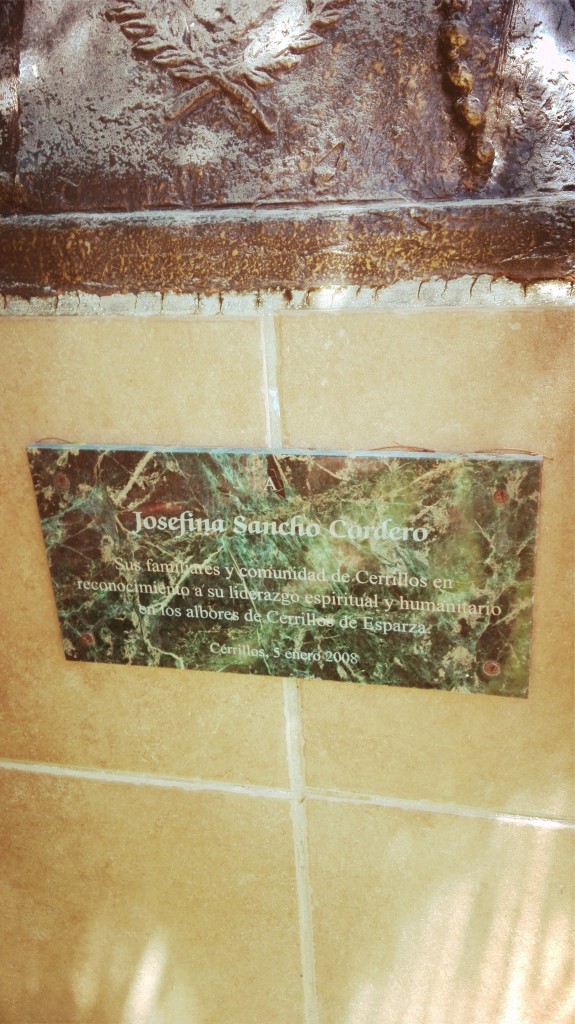 A
Josefina Sancho Cordero
Sus familiares y comunidad de Cerrillos en
reconocimiento a su liderazgo espiritual y humanitario
en los albores de Cerrillos de Esparza.
Cerrillos, 5 enero 2008